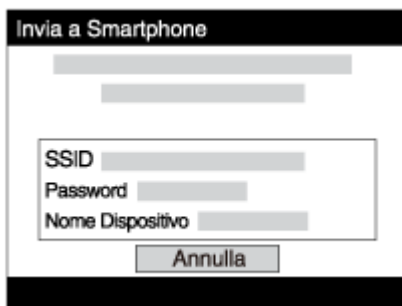 Invia a Smartphone
SSID
Password
Nome Dispositivo
Annulla